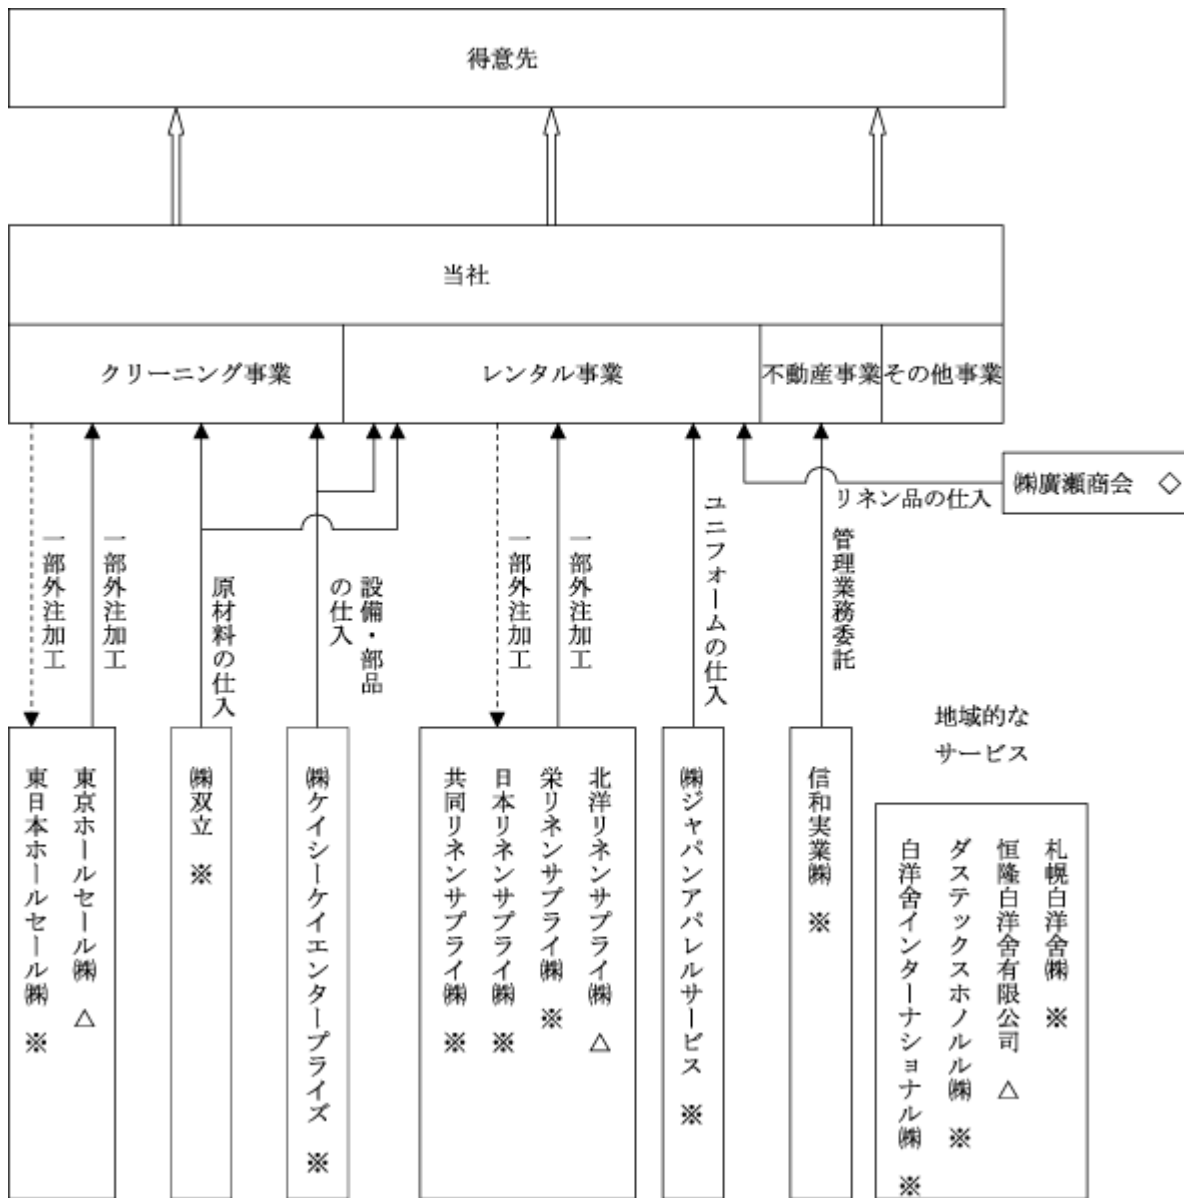 得意先
当社
クリーニング事業
レンタル事業
不動産事業
その他事業
㈱廣瀬商会 ◇
リネン品の仕入
一部外注加工
一部外注加工
原材料の仕入
設備・部品
の仕入
一部外注加工
一部外注加工
ユニフォームの仕入
管理業務委託
地域的な
サービス
東京ホールセール㈱ △
東日本ホールセール㈱ ※
㈱双立 ※
㈱ケイシーケイエンタープライズ ※
北洋リネンサプライ㈱ △
栄リネンサプライ㈱ ※
日本リネンサプライ㈱ ※
共同リネンサプライ㈱ ※
㈱ジャパンアパレルサービス ※
信和実業㈱ ※
札幌白洋舍㈱ ※
恒隆白洋舍有限公司 △
ダステックスホノルル㈱ ※
白洋舍インターナショナル㈱ ※